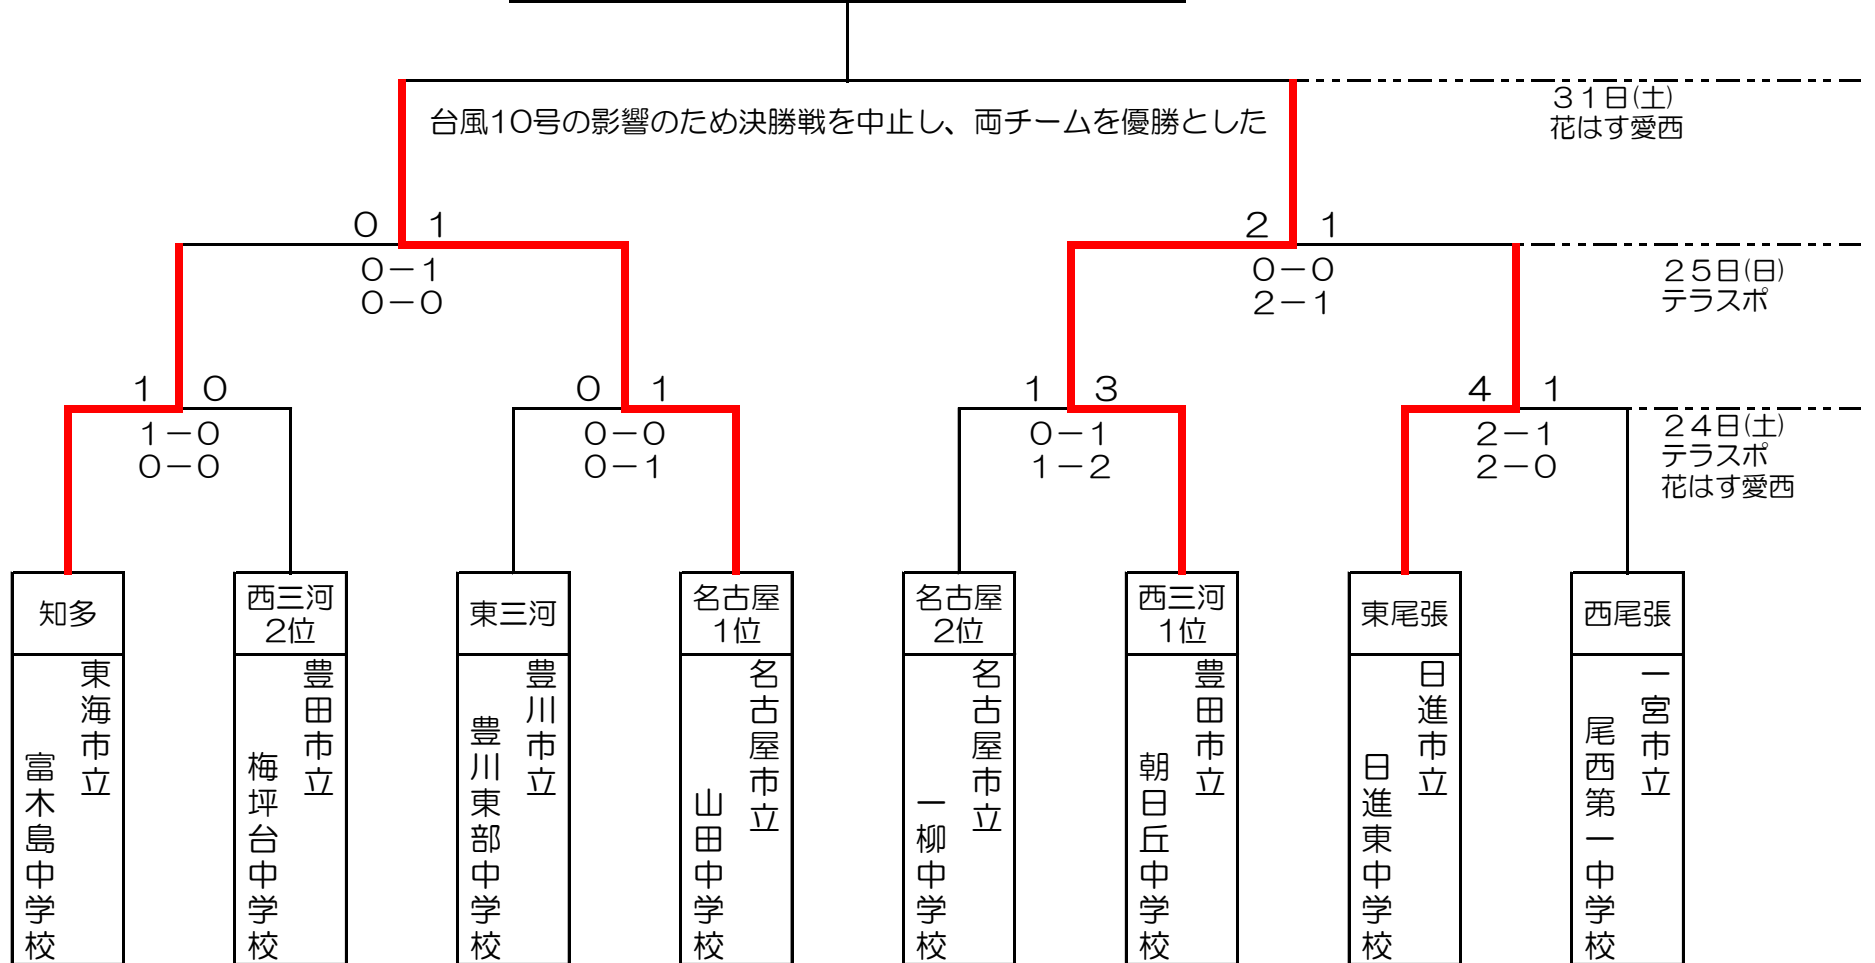 台風10号の影響のため決勝戦を中止し、両チームを優勝とした
31日(土)
花はす愛西
0 1
0－1
0－0
2 1
0－0
2－1
25日(日)
テラスポ
1 0
1－0
0－0
0 1
0－0
0－1
1 3
0－1
1－2
4 1
2－1
2－0
24日(土)
テラスポ
花はす愛西
知多
東海市立
富木島中学校
西三河
2位
豊田市立
梅坪台中学校
東三河
豊川市立
豊川東部中学校
名古屋
1位
名古屋市立
山田中学校
名古屋
2位
名古屋市立
一柳中学校
西三河
1位
豊田市立
朝日丘中学校
東尾張
日進市立
日進東中学校
西尾張
一宮市立
尾西第一中学校